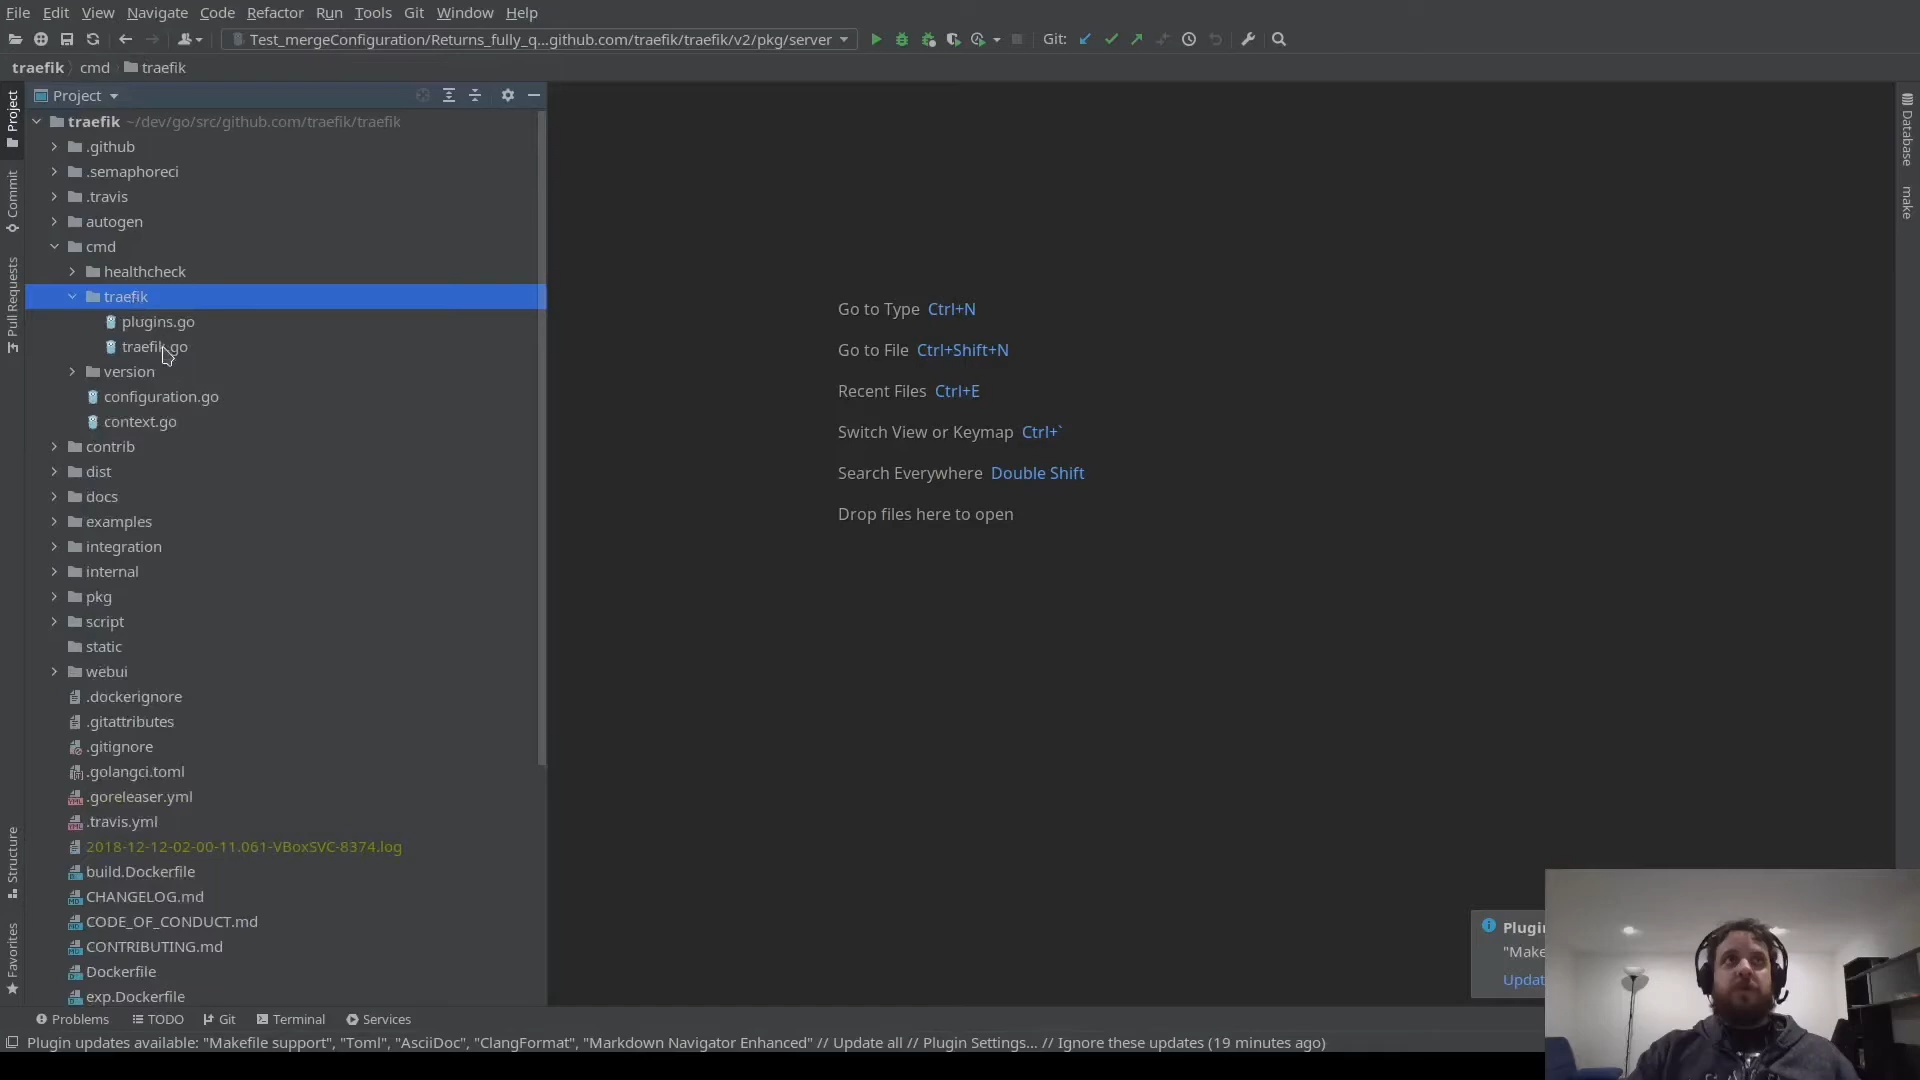 File Edit View Navigate Code Refactor Run Tools Git Window Help
Test_mergeConfiguration/Returns_fully_q...github.com/traefik/traefik/v2/pkg/server Git:
traefik cmd traefik
Project
Project
Commit
Pull Requests
Structure
Favorites
traefik ~/dev/go/src/github.com/traefik/traefik
.github
.semaphoreci
.travis
autogen
cmd
healthcheck
traefik
plugins.go
traefik.go
version
configuration.go
context.go
contrib
dist
docs
examples
integration
internal
pkg
script
static
webui
.dockerignore
.gitattributes
.gitignore
.golangci.toml
.goreleaser.yml
.travis.yml
2018-12-12-02-00-11.061-VBoxSVC-8374.log
build.Dockerfile
CHANGELOG.md
CODE_OF_CONDUCT.md
CONTRIBUTING.md
Dockerfile
exp.Dockerfile
Go to Type Ctrl+N
Go to File Ctrl+Shift+N
Recent Files Ctrl+E
Switch View or Keymap Ctrl+`
Search Everywhere Double Shift
Drop files here to open
Database
make
Plugi
"Make
Updat
Problems TODO Git Terminal Services
Plugin updates available: "Makefile support", "Toml", "AsciiDoc", "ClangFormat", "Markdown Navigator Enhanced" // Update all // Plugin Settings... // Ignore these updates (19 minutes ago)